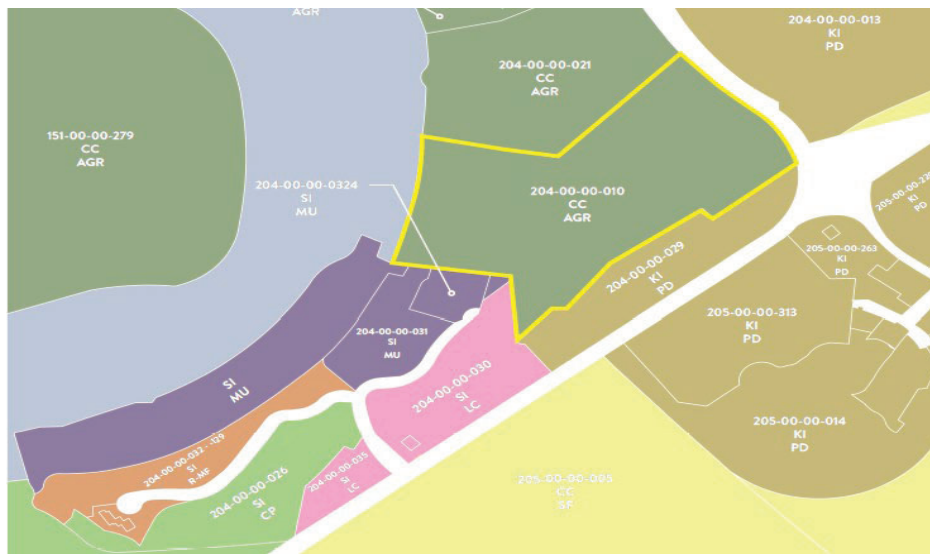 AGR
204-00-00-021
CC
AGR
204-00-00-013
KI
PD
151-00-00-279
CC
AGR
204-00-00-0324
SI
MU
204-00-00-010
CC
AGR
204-00-00-029
KI
PD
205-00-00-263
KI
PD
KI
PD
205-00-00-313
KI
PD
204-00-00-031
SI
MU
SI
MU
204-00-00-030
SI
LC
205-00-00-014
KI
PD
204-00-00-032 - -129
SI
R-MF
204-00-00-026
SI
CP
204-00-00-035
SI
LC
CC